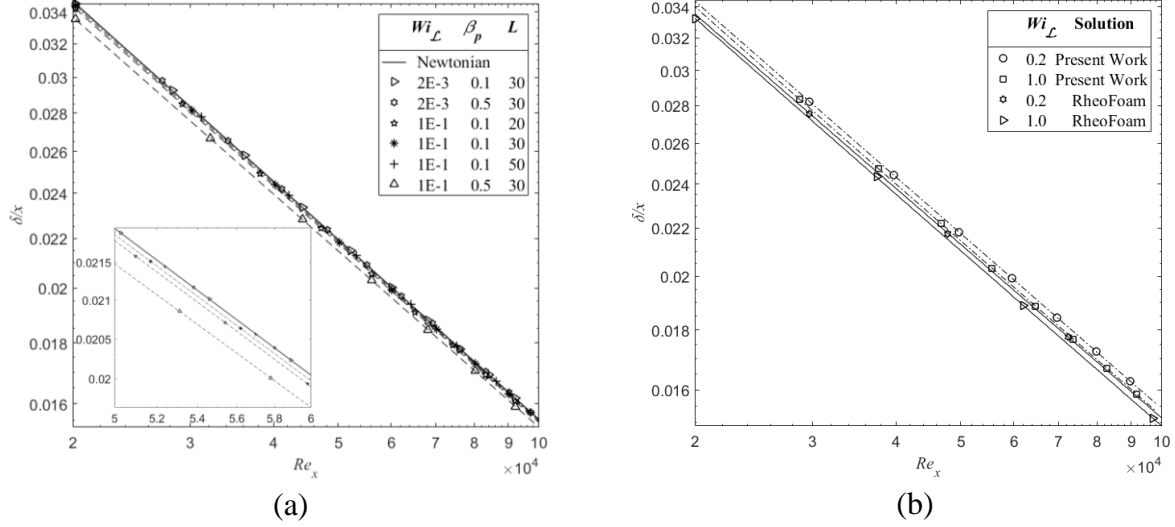 0.034
0.03
0.028
0.026
0.024
0.022
0.02
0.018
0.016
δ/x
Wi_ℒ β_p L
Newtonian
2E-3 0.1 30
2E-3 0.5 30
1E-1 0.1 20
1E-1 0.1 30
1E-1 0.1 50
1E-1 0.5 30
0.0215
0.021
0.0205
0.02
5 5.2 5.4 5.6 5.8 6
2 3 4 5 6 7 8 9 10
Re_x
×10^4
(a)
0.033
0.03
0.028
0.026
0.024
0.022
0.02
0.018
0.016
δ/x
Wi_ℒ Solution
0.2 Present Work
1.0 Present Work
0.2 RheoFoam
1.0 RheoFoam
2 3 4 5 6 7 8 9 10
Re_x
×10^4
(b)